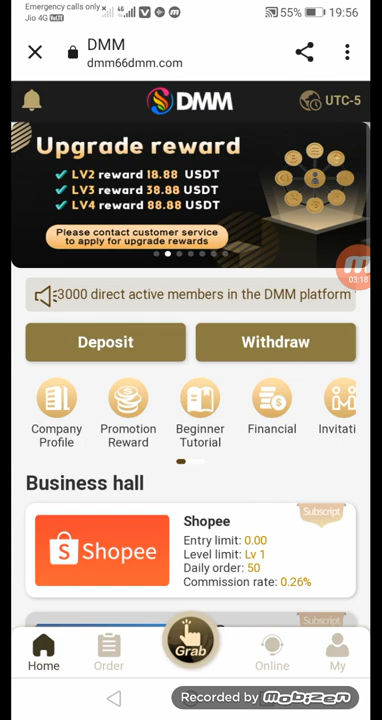 Emergency calls only
Jio 4G VoLTE
4G
55%
19:56
DMM
dmm66dmm.com
DMM
UTC-5
Upgrade reward
LV2 reward 18.88 USDT
LV3 reward 38.88 USDT
LV4 reward 88.88 USDT
Please contact customer service
to apply for upgrade rewards
03:18
3000 direct active members in the DMM platform
Deposit
Withdraw
Company
Profile
Promotion
Reward
Beginner
Tutorial
Financial
Invitati
Business hall
Subscript
Shopee
Shopee
Entry limit: 0.00
Level limit: Lv 1
Daily order: 50
Commission rate: 0.26%
Subscript
Home
Order
Grab
Online
My
Recorded by Mobizen